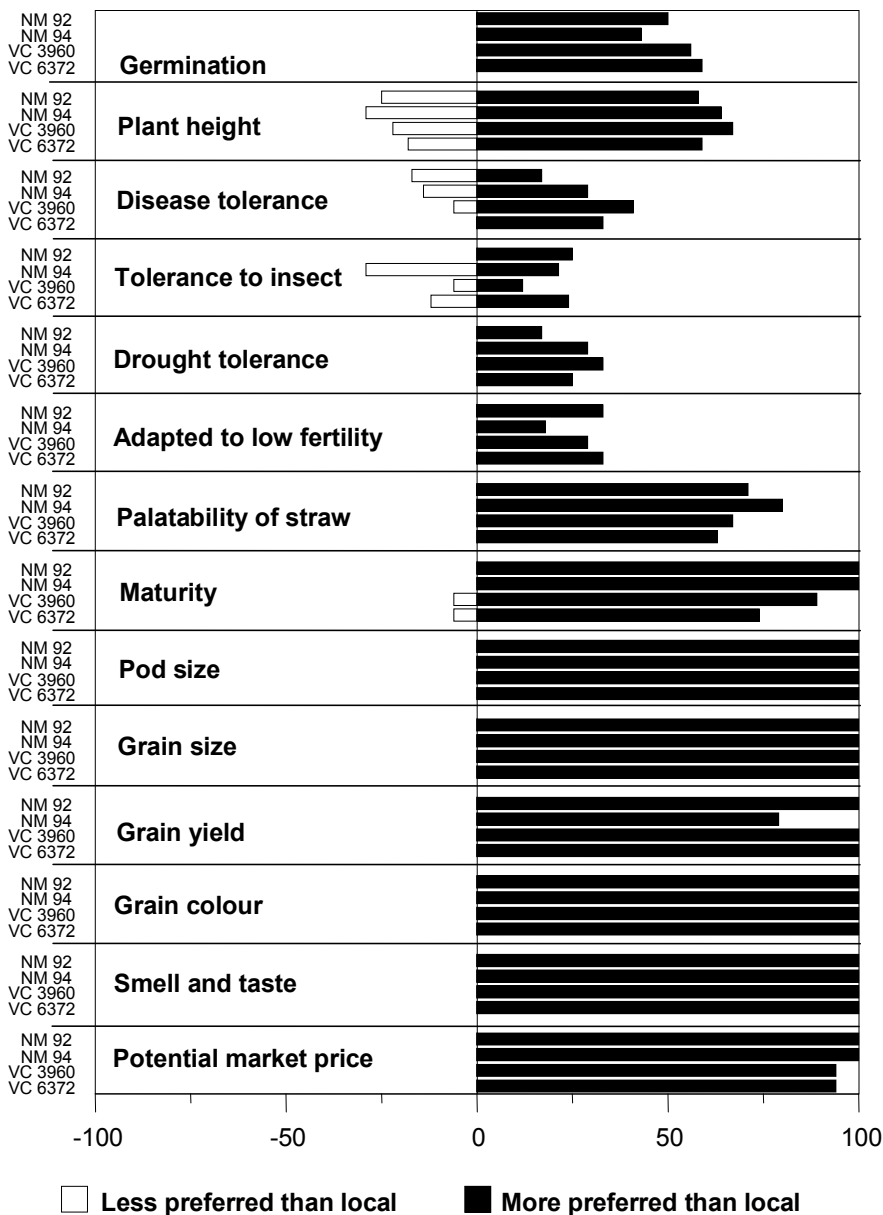 NM 92
NM 94
VC 3960
VC 6372
Germination
NM 92
NM 94
VC 3960
VC 6372
Plant height
NM 92
NM 94
VC 3960
VC 6372
Disease tolerance
NM 92
NM 94
VC 3960
VC 6372
Tolerance to insect
NM 92
NM 94
VC 3960
VC 6372
Drought tolerance
NM 92
NM 94
VC 3960
VC 6372
Adapted to low fertility
NM 92
NM 94
VC 3960
VC 6372
Palatability of straw
NM 92
NM 94
VC 3960
VC 6372
Maturity
NM 92
NM 94
VC 3960
VC 6372
Pod size
NM 92
NM 94
VC 3960
VC 6372
Grain size
NM 92
NM 94
VC 3960
VC 6372
Grain yield
NM 92
NM 94
VC 3960
VC 6372
Grain colour
NM 92
NM 94
VC 3960
VC 6372
Smell and taste
NM 92
NM 94
VC 3960
VC 6372
Potential market price
-100 -50 0 50 100
Less preferred than local More preferred than local